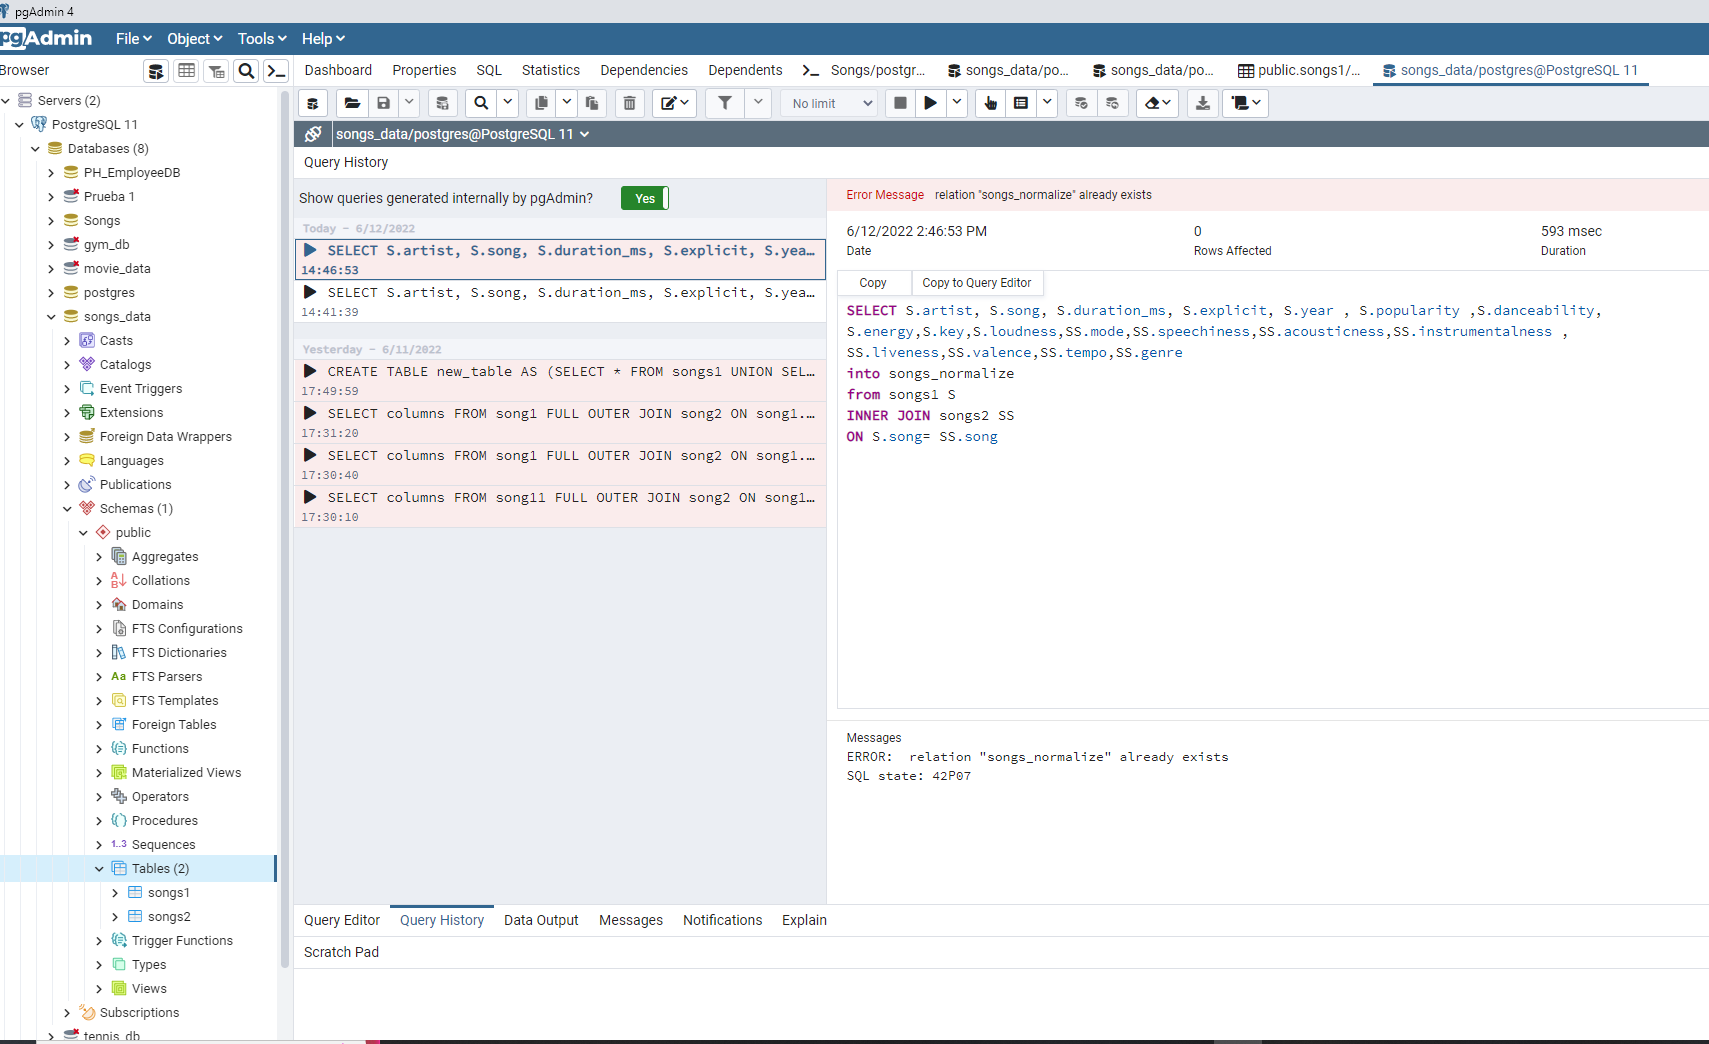 pgAdmin 4
pgAdmin
File
Object
Tools
Help
Browser
Dashboard
Properties
SQL
Statistics
Dependencies
Dependents
Songs/postgr...
songs_data/po...
songs_data/po...
public.songs1/...
songs_data/postgres@PostgreSQL 11
No limit
songs_data/postgres@PostgreSQL 11
Servers (2)
PostgreSQL 11
Databases (8)
PH_EmployeeDB
Prueba 1
Songs
gym_db
movie_data
postgres
songs_data
Casts
Catalogs
Event Triggers
Extensions
Foreign Data Wrappers
Languages
Publications
Schemas (1)
public
Aggregates
Collations
Domains
FTS Configurations
FTS Dictionaries
Aa FTS Parsers
FTS Templates
Foreign Tables
Functions
Materialized Views
Operators
Procedures
1..3 Sequences
Tables (2)
songs1
songs2
Trigger Functions
Types
Views
Subscriptions
tennis_db
Query History
Show queries generated internally by pgAdmin?
Yes
Today - 6/12/2022
SELECT S.artist, S.song, S.duration_ms, S.explicit, S.yea…
14:46:53
SELECT S.artist, S.song, S.duration_ms, S.explicit, S.yea…
14:41:39
Yesterday - 6/11/2022
CREATE TABLE new_table AS (SELECT * FROM songs1 UNION SEL…
17:49:59
SELECT columns FROM song1 FULL OUTER JOIN song2 ON song1.…
17:31:20
SELECT columns FROM song1 FULL OUTER JOIN song2 ON song1.…
17:30:40
SELECT columns FROM song11 FULL OUTER JOIN song2 ON song1…
17:30:10
Error Message relation "songs_normalize" already exists
6/12/2022 2:46:53 PM
Date
0
Rows Affected
593 msec
Duration
Copy
Copy to Query Editor
SELECT S.artist, S.song, S.duration_ms, S.explicit, S.year , S.popularity ,S.danceability,
S.energy,S.key,S.loudness,SS.mode,SS.speechiness,SS.acousticness,SS.instrumentalness ,
SS.liveness,SS.valence,SS.tempo,SS.genre
into songs_normalize
from songs1 S
INNER JOIN songs2 SS
ON S.song= SS.song
Messages
ERROR:  relation "songs_normalize" already exists
SQL state: 42P07
Query Editor
Query History
Data Output
Messages
Notifications
Explain
Scratch Pad